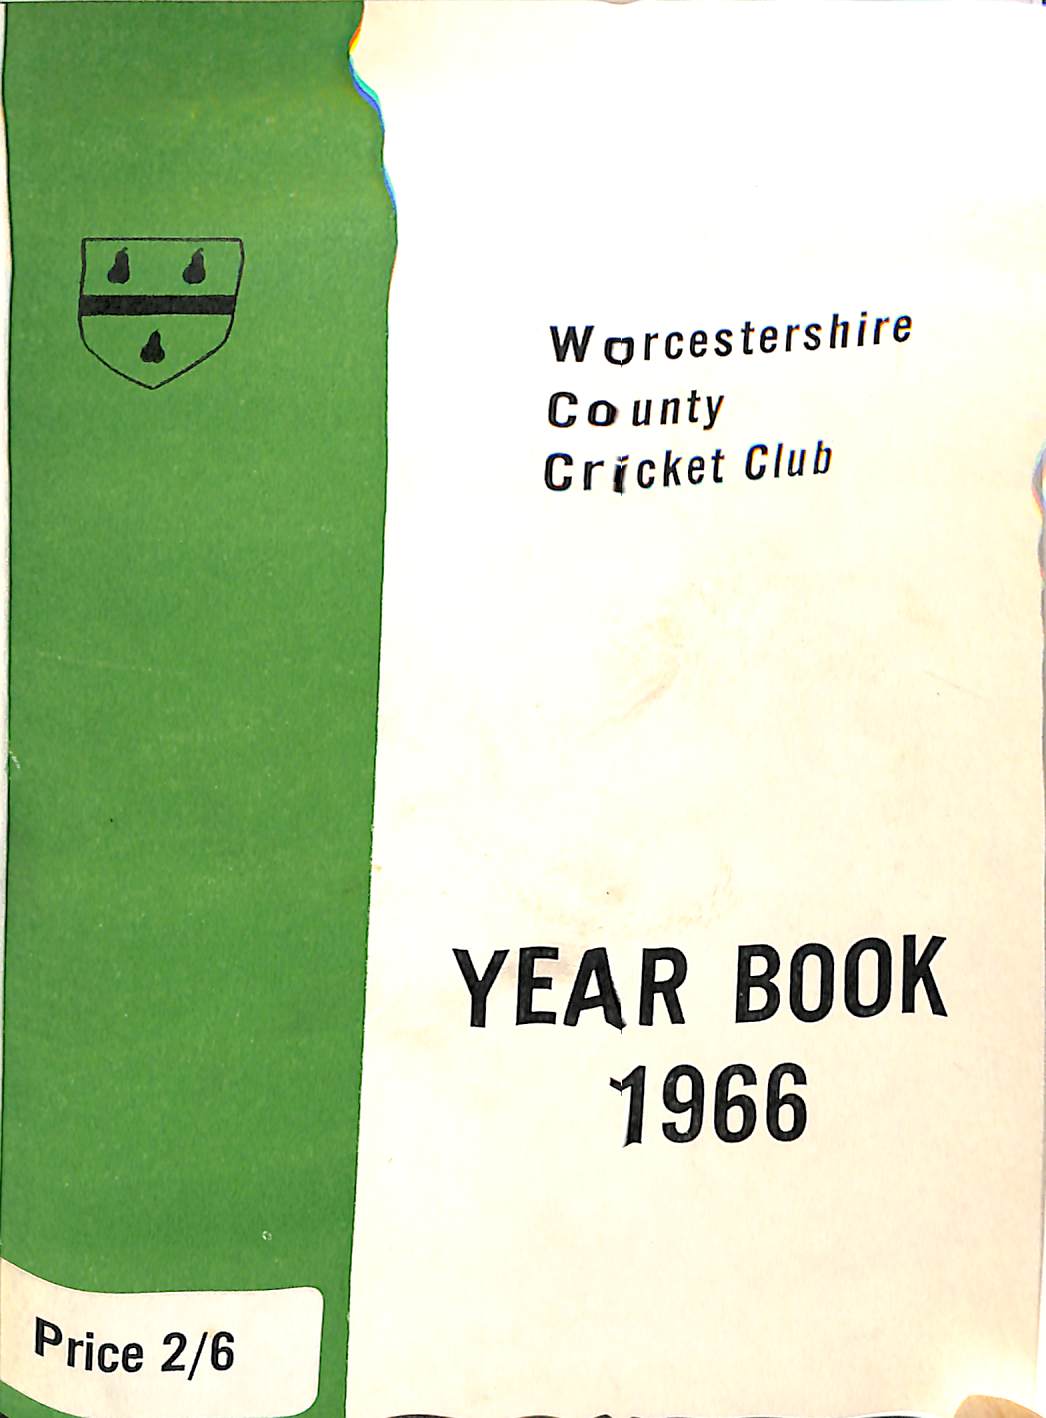 Worcestershire
County
Cricket Club
YEAR BOOK
1966
Price 2/6